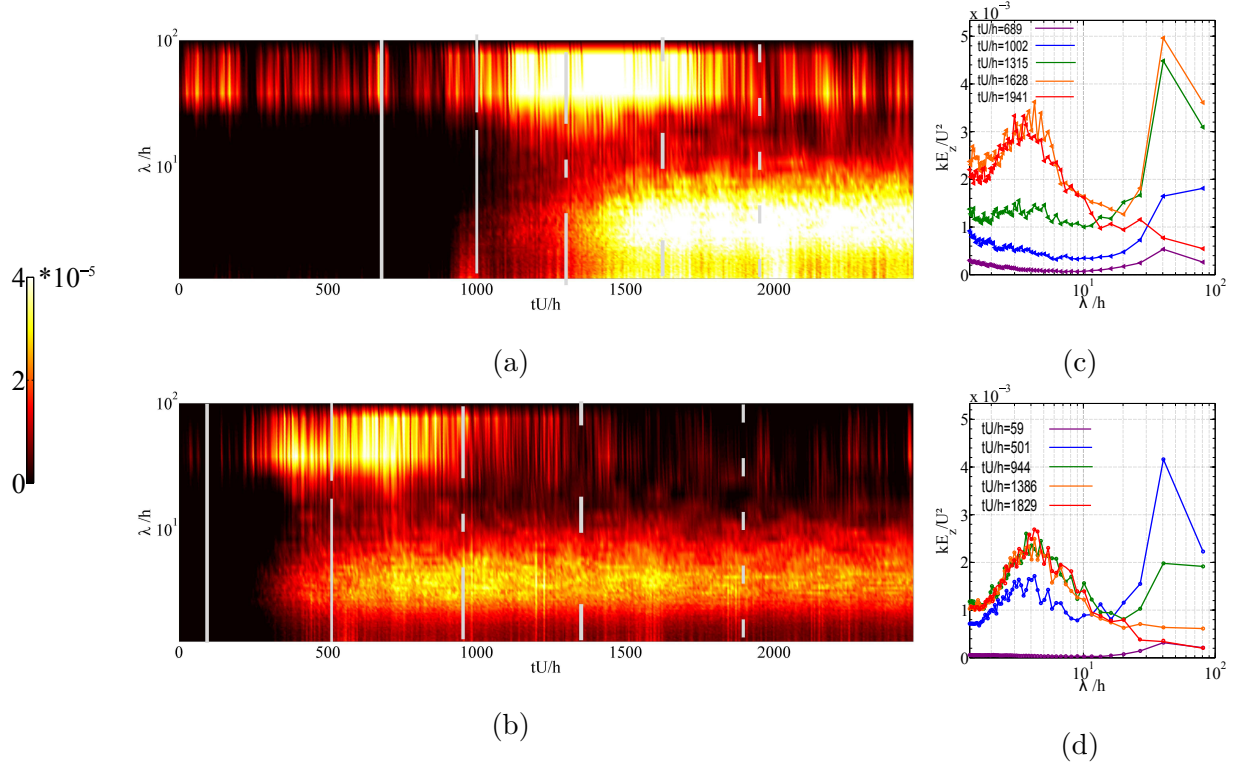 10²
λ /h
10¹
0
500
1000
1500
2000
tU/h
(a)
4 *10⁻⁵
2
0
10²
λ /h
10¹
0
500
1000
1500
2000
tU/h
(b)
x 10⁻³
5
4
3
2
1
0
kE_z/U²
tU/h=689
tU/h=1002
tU/h=1315
tU/h=1628
tU/h=1941
10¹
10²
λ /h
(c)
x 10⁻³
5
4
3
2
1
0
kE_z/U²
tU/h=59
tU/h=501
tU/h=944
tU/h=1386
tU/h=1829
10¹
10²
λ /h
(d)